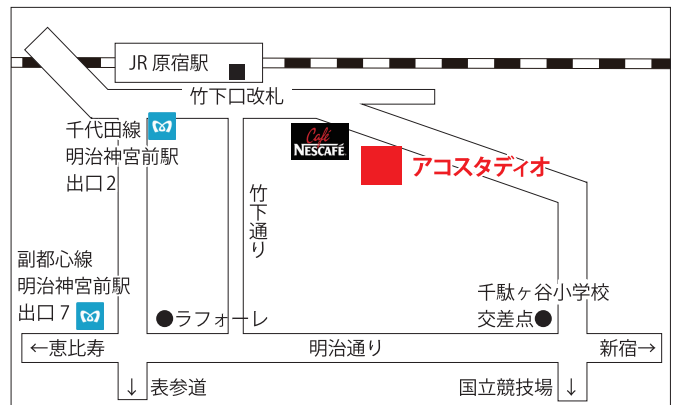 JR 原宿駅
竹下口改札
千代田線
明治神宮前駅
出口2
Café
NESCAFÉ
アコスタディオ
竹下通り
副都心線
明治神宮前駅
出口7
ラフォーレ
千駄ヶ谷小学校
交差点
←恵比寿
明治通り
新宿→
↓表参道
国立競技場↓